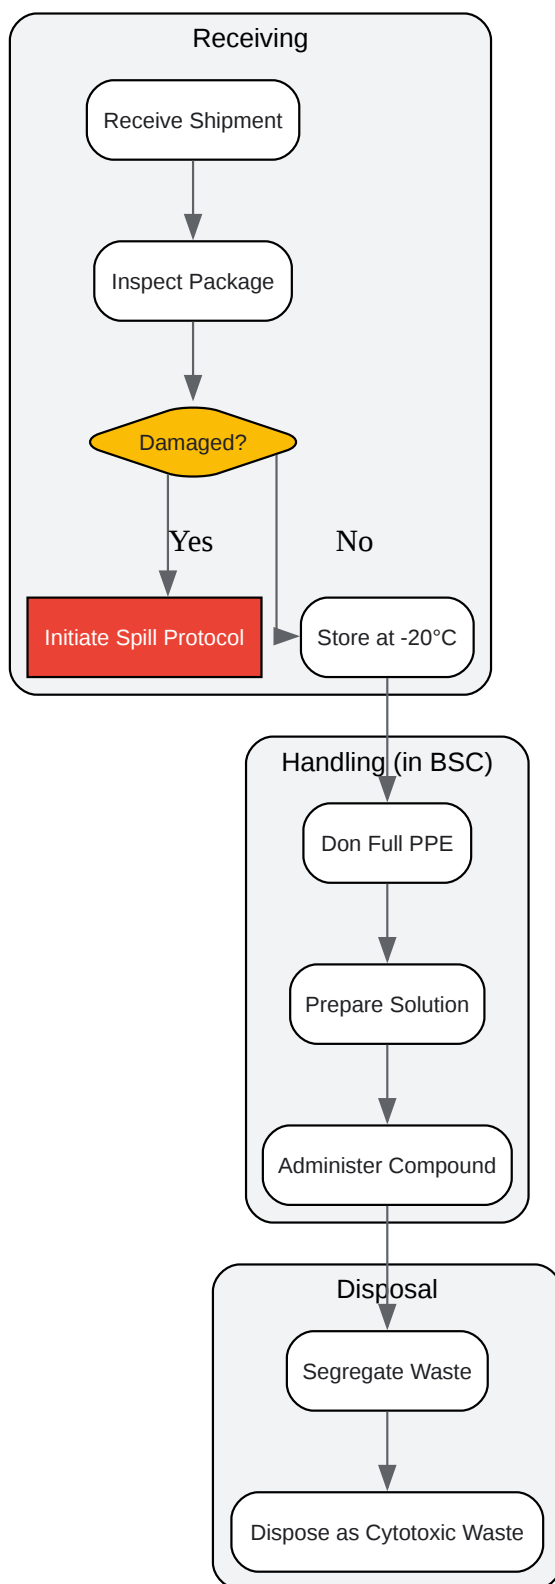 Receiving
Receive Shipment
Inspect Package
Damaged?
Yes
No
Initiate Spill Protocol
Store at -20°C
Handling (in BSC)
Don Full PPE
Prepare Solution
Administer Compound
Disposal
Segregate Waste
Dispose as Cytotoxic Waste